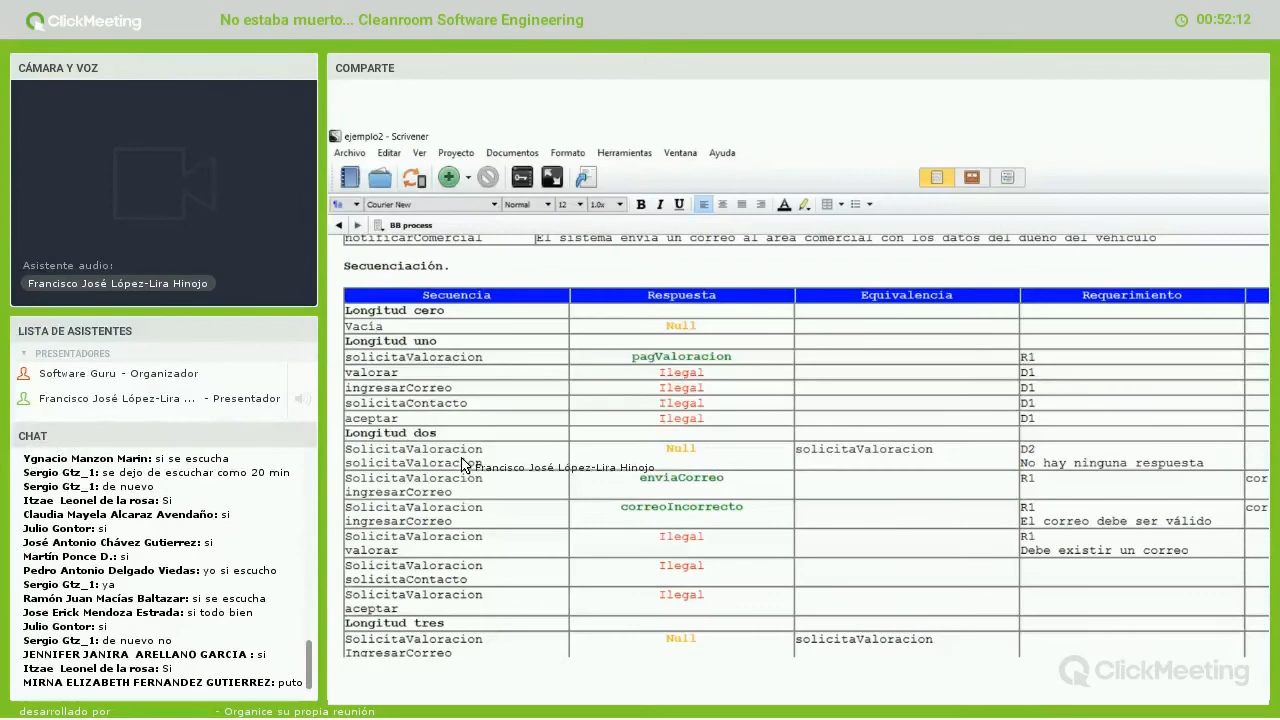 ClickMeeting
No estaba muerto... Cleanroom Software Engineering
00:52:12
CÁMARA Y VOZ
Asistente audio:
Francisco José López-Lira Hinojo
LISTA DE ASISTENTES
PRESENTADORES
Software Guru - Organizador
Francisco José López-Lira ... - Presentador
CHAT
Ygnacio Manzon Marin: si se escucha
Sergio Gtz_1: se dejo de escuchar como 20 min
Sergio Gtz_1: de nuevo
Itzae Leonel de la rosa: Si
Claudia Mayela Alcaraz Avendaño: si
Julio Gontor: si
José Antonio Chávez Gutierrez: si
Martín Ponce D.: si
Pedro Antonio Delgado Viedas: yo si escucho
Sergio Gtz_1: ya
Ramón Juan Macías Baltazar: si se escucha
Jose Erick Mendoza Estrada: si todo bien
Julio Gontor: si
Sergio Gtz_1: de nuevo no
JENNIFER JANIRA ARELLANO GARCIA : si
Itzae Leonel de la rosa: Si
MIRNA ELIZABETH FERNANDEZ GUTIERREZ: puto
desarrollado por - Organice su propia reunión
COMPARTE
ejemplo2 - Scrivener
Archivo Editar Ver Proyecto Documentos Formato Herramientas Ventana Ayuda
Courier New Normal 12 1.0x B I U A
BB process
notificarComercial El sistema envía un correo al área comercial con los datos del dueño del vehículo
Secuenciación.
Secuencia Respuesta Equivalencia Requerimiento
Longitud cero
Vacía Null
Longitud uno
solicitaValoracion pagValoracion R1
valorar Ilegal D1
ingresarCorreo Ilegal D1
solicitaContacto Ilegal D1
aceptar Ilegal D1
Longitud dos
SolicitaValoracion Null solicitaValoracion D2
solicitaValoracion Francisco José López-Lira Hinojo No hay ninguna respuesta
SolicitaValoracion enviaCorreo R1 cor
ingresarCorreo
SolicitaValoracion correoIncorrecto R1 cor
ingresarCorreo El correo debe ser válido
SolicitaValoracion Ilegal R1
valorar Debe existir un correo
SolicitaValoracion Ilegal
solicitaContacto
SolicitaValoracion Ilegal
aceptar
Longitud tres
SolicitaValoracion Null solicitaValoracion
IngresarCorreo
ClickMeeting